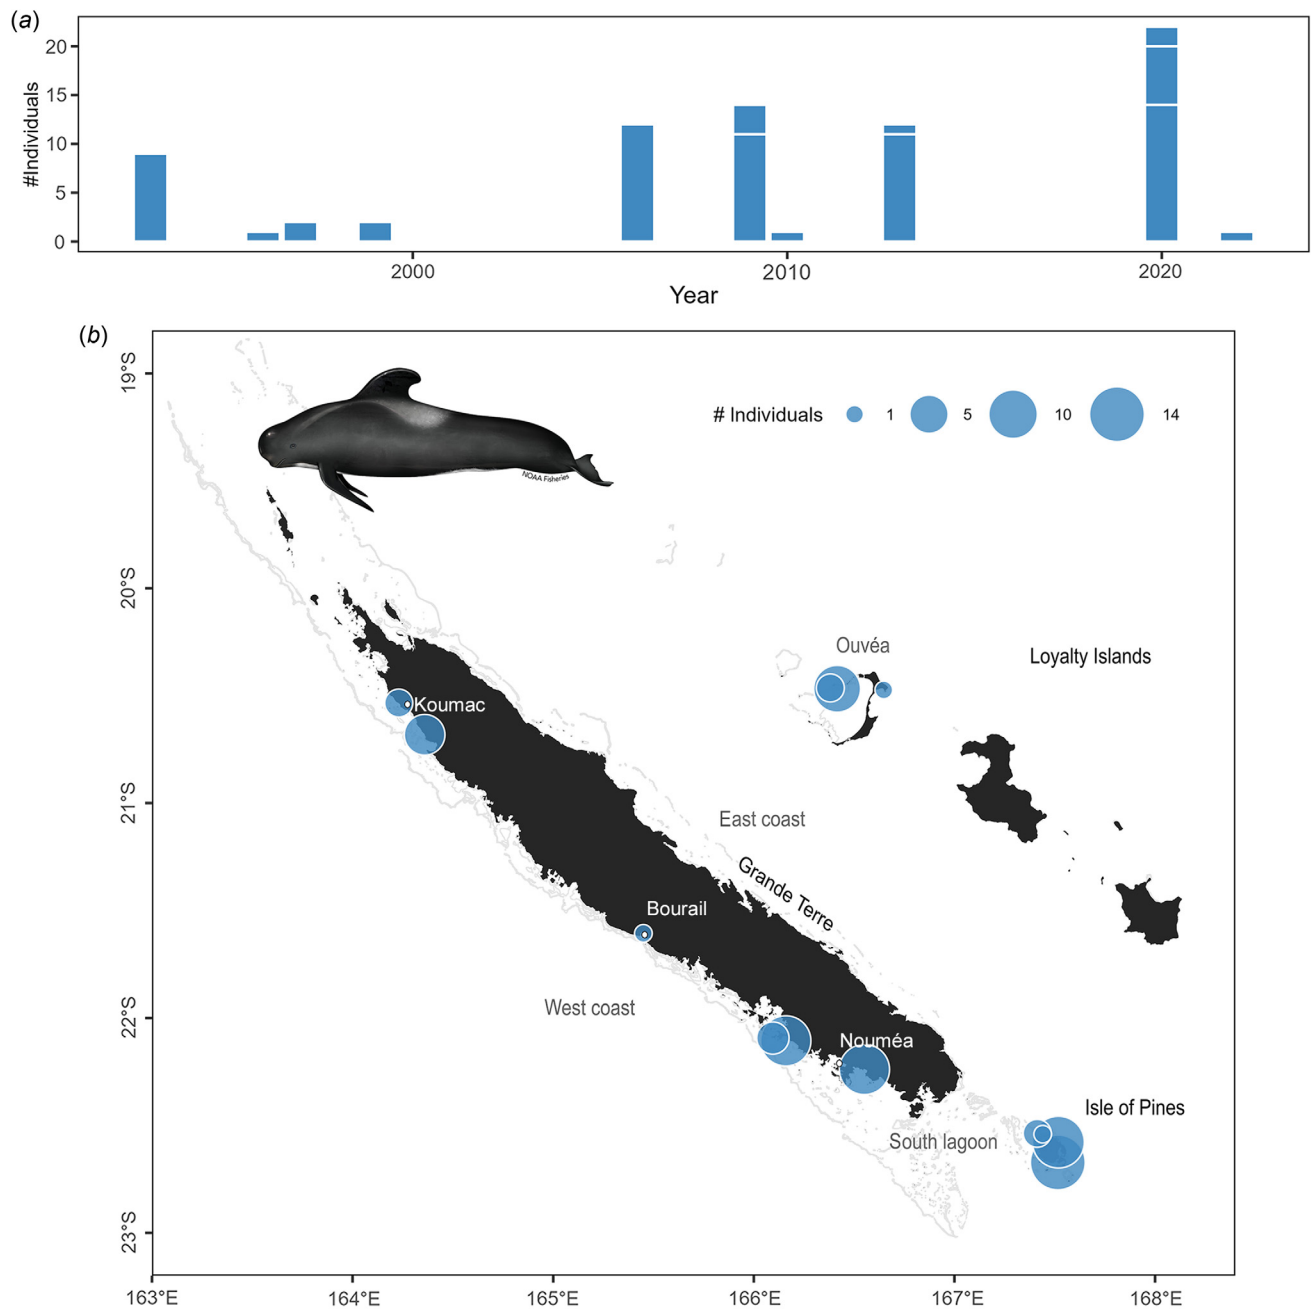 (a)
#Individuals
20
15
10
5
0
2000
2010
2020
Year
(b)
19°S
20°S
21°S
22°S
23°S
NOAA Fisheries
# Individuals
1
5
10
14
Ouvéa
Loyalty Islands
Koumac
East coast
Grande Terre
Bourail
West coast
Nouméa
Isle of Pines
South lagoon
163°E
164°E
165°E
166°E
167°E
168°E